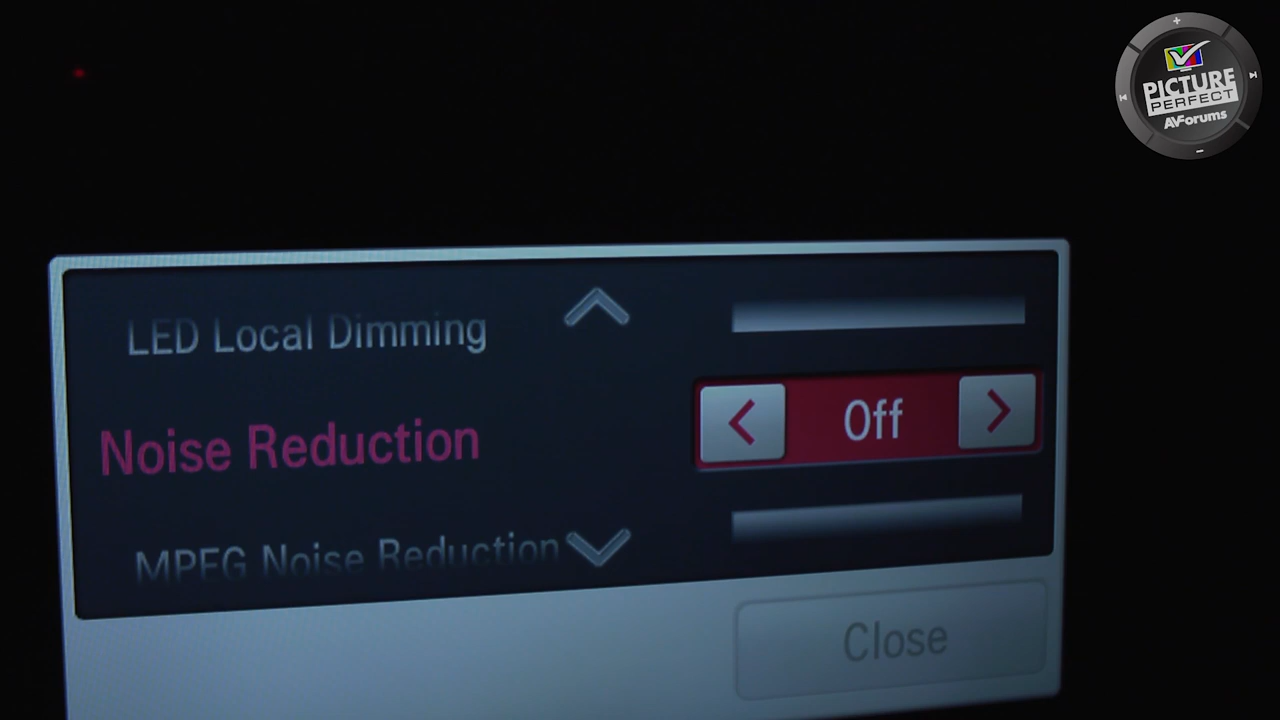 PICTURE
PERFECT
AVForums
LED Local Dimming
Noise Reduction
Off
MPEG Noise Reduction
Close